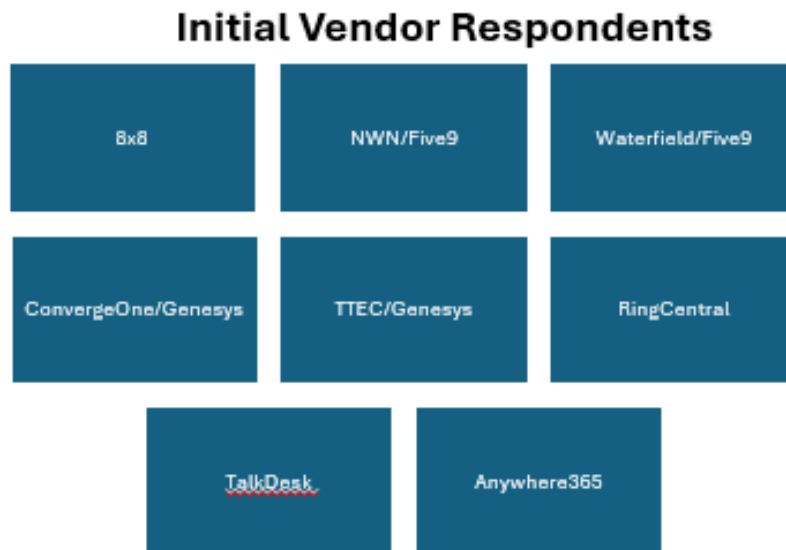 Initial Vendor Respondents
8x8
NWN/Five9
Waterfield/Five9
ConvergeOne/Genesys
TTEC/Genesys
RingCentral
TalkDesk
Anywhere365